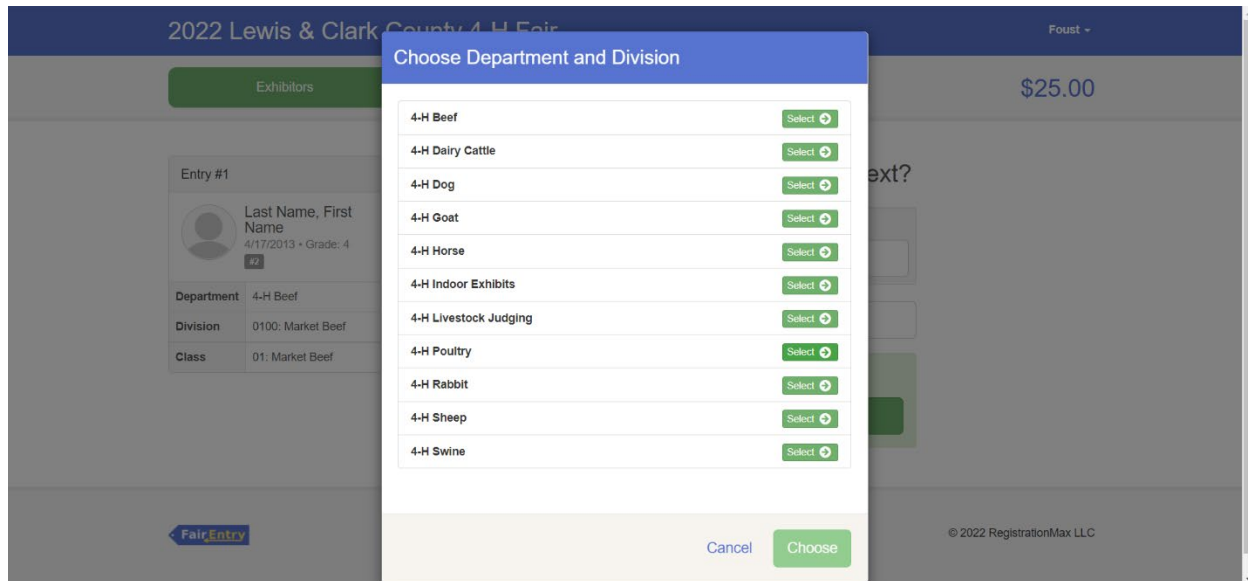 2022 Lewis & Clark County 4-H Fair
Foust
Exhibitors
$25.00
Choose Department and Division
4-H Beef Select
4-H Dairy Cattle Select
4-H Dog Select
4-H Goat Select
4-H Horse Select
4-H Indoor Exhibits Select
4-H Livestock Judging Select
4-H Poultry Select
4-H Rabbit Select
4-H Sheep Select
4-H Swine Select
Cancel Choose
Entry #1
Last Name, First
Name
4/17/2013 • Grade: 4
#2
Department 4-H Beef
Division 0100: Market Beef
Class 01: Market Beef
ext?
FairEntry
© 2022 RegistrationMax LLC